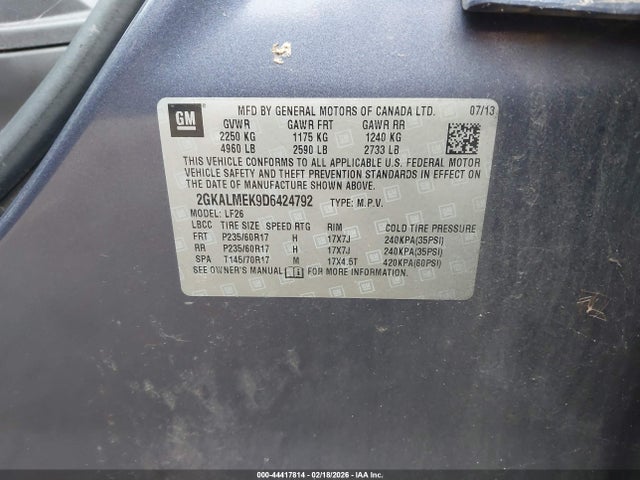 GM
MFD BY GENERAL MOTORS OF CANADA LTD. 07/13
GVWR GAWR FRT GAWR RR
2250 KG 1175 KG 1240 KG
4960 LB 2590 LB 2733 LB
THIS VEHICLE CONFORMS TO ALL APPLICABLE U.S. FEDERAL MOTOR
VEHICLE SAFETY AND THEFT PREVENTION STANDARDS IN EFFECT ON
THE DATE OF MANUFACTURE SHOWN ABOVE.
2GKALMEK9D6424792 TYPE: M.P.V.
MODEL: LF26
LBCC TIRE SIZE SPEED RTG RIM COLD TIRE PRESSURE
FRT P235/60R17 H 17X7J 240KPA(35PSI)
RR P235/60R17 H 17X7J 240KPA(35PSI)
SPA T145/70R17 M 17X4.5T 420KPA(60PSI)
SEE OWNER'S MANUAL FOR MORE INFORMATION.
000-44417814 - 02/18/2026 - IAA Holdings, LLC.